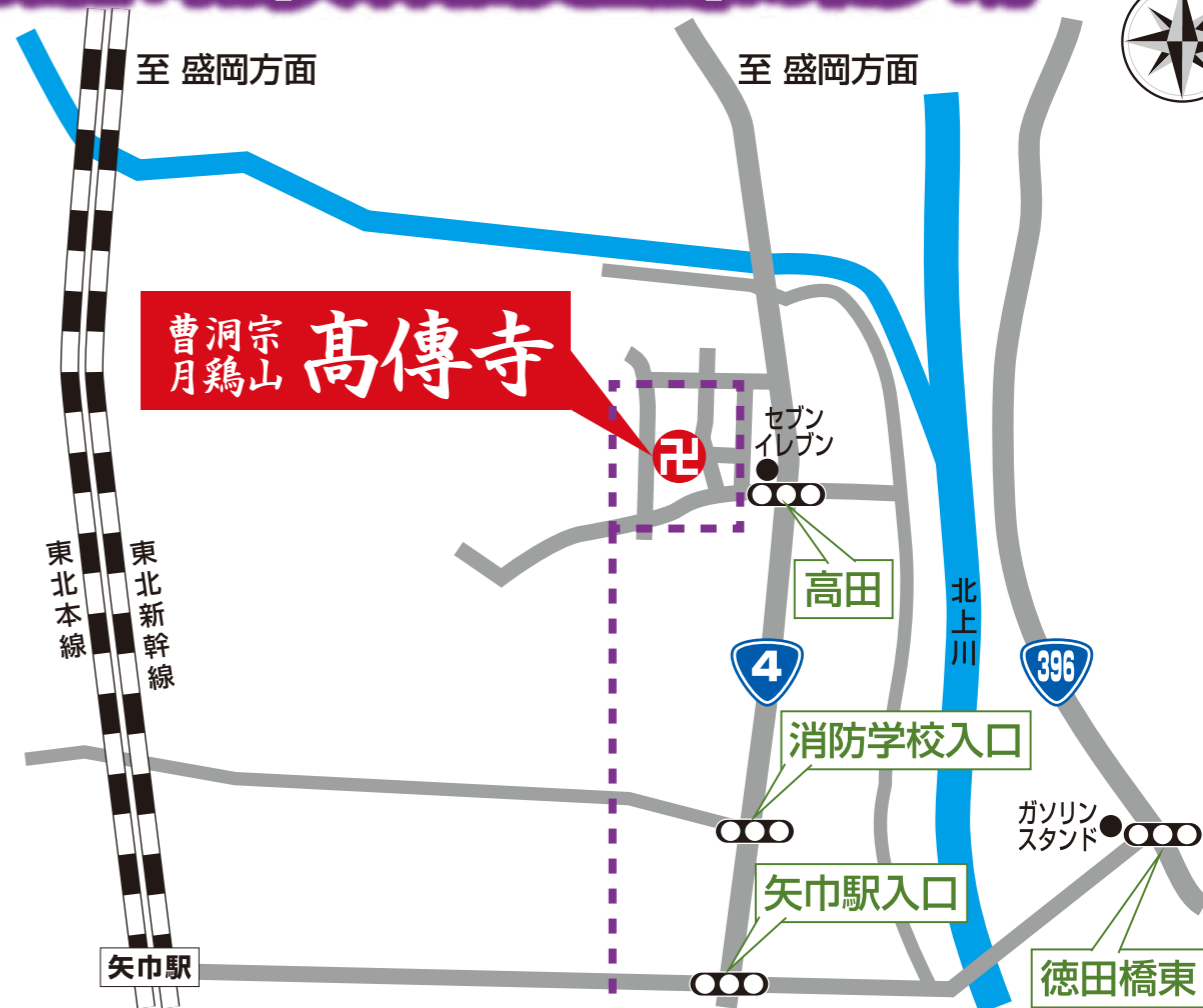 至 盛岡方面
至 盛岡方面
曹洞宗
月鶏山
髙傳寺
卍
セブン
イレブン
高田
東北本線
東北新幹線
北上川
4
396
消防学校入口
ガソリン
スタンド
矢巾駅入口
矢巾駅
徳田橋東